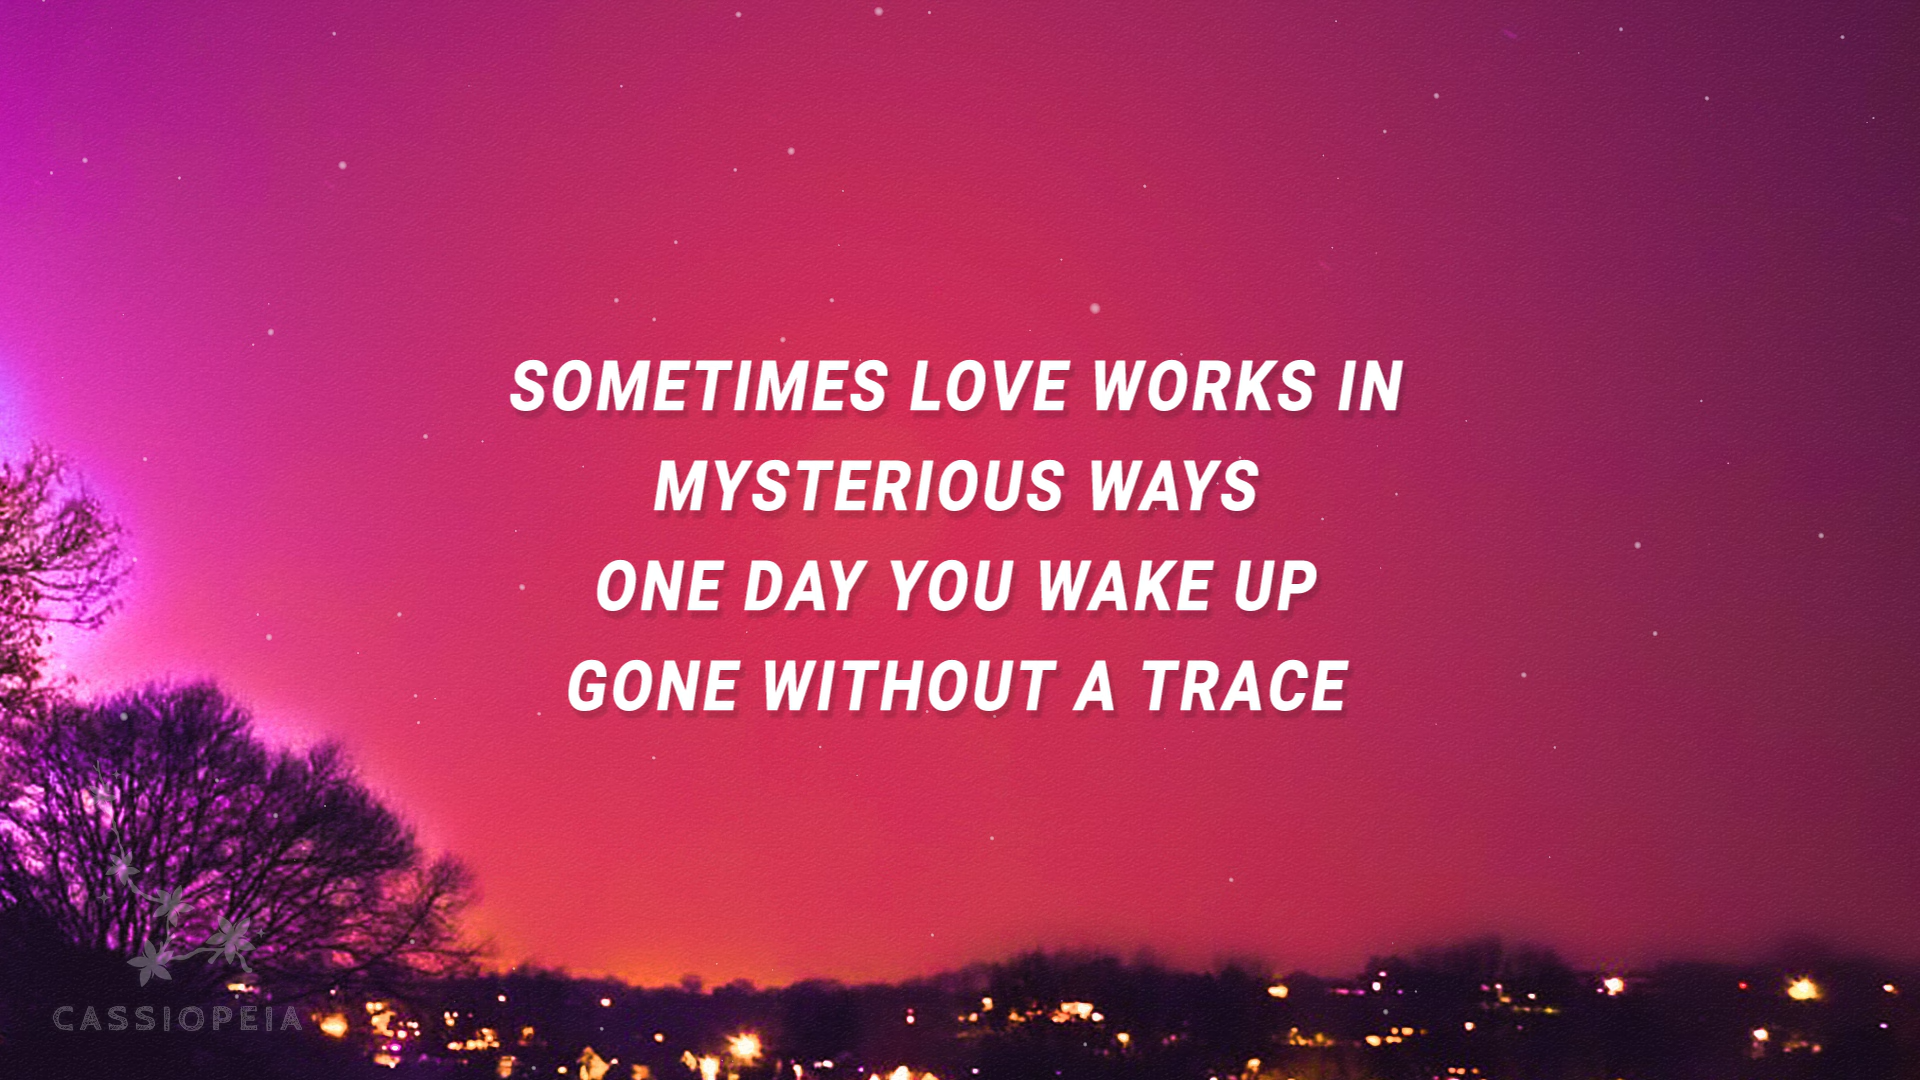 SOMETIMES LOVE WORKS IN
MYSTERIOUS WAYS
ONE DAY YOU WAKE UP
GONE WITHOUT A TRACE
CASSIOPEIA